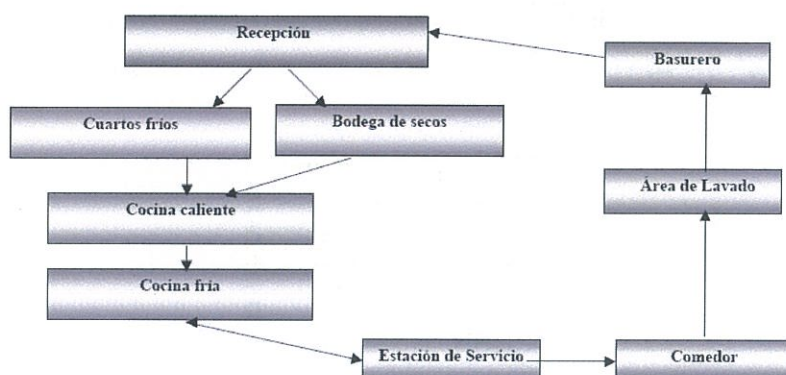 Recepción
Basurero
Cuartos fríos
Bodega de secos
Área de Lavado
Cocina caliente
Cocina fría
Estación de Servicio
Comedor